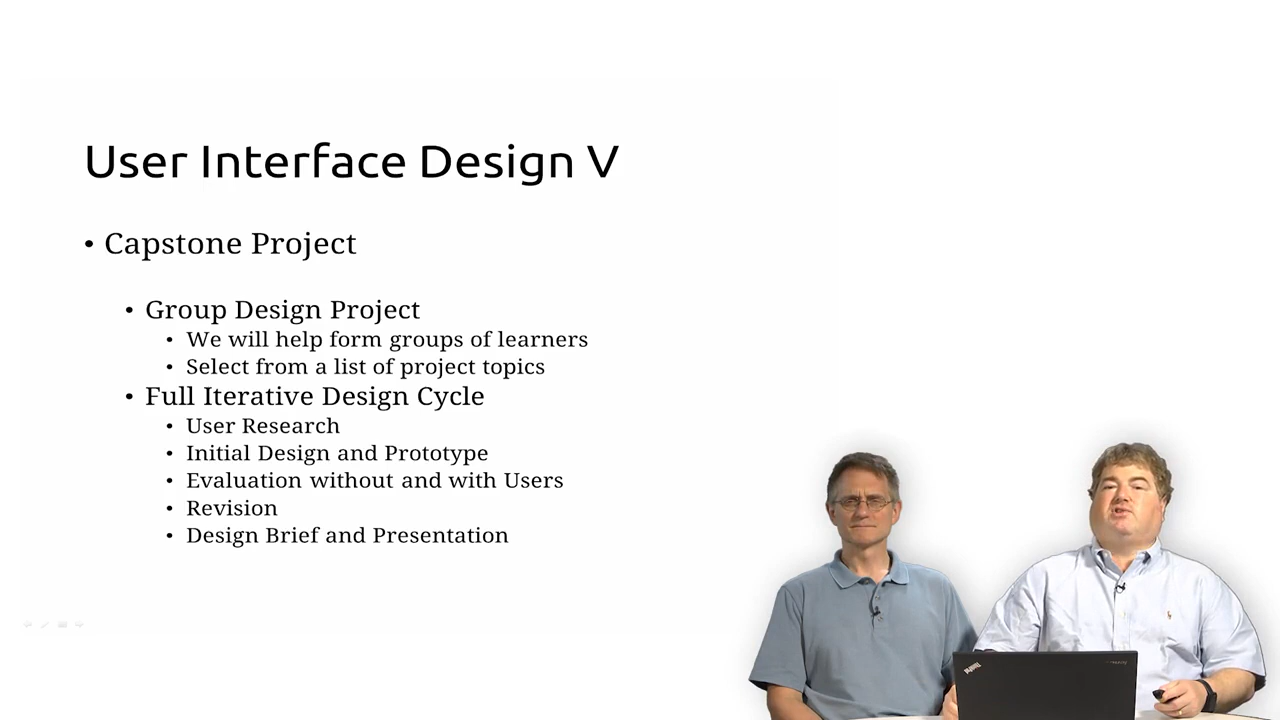 User Interface Design V
• Capstone Project
• Group Design Project
• We will help form groups of learners
• Select from a list of project topics
• Full Iterative Design Cycle
• User Research
• Initial Design and Prototype
• Evaluation without and with Users
• Revision
• Design Brief and Presentation
ThinkPad